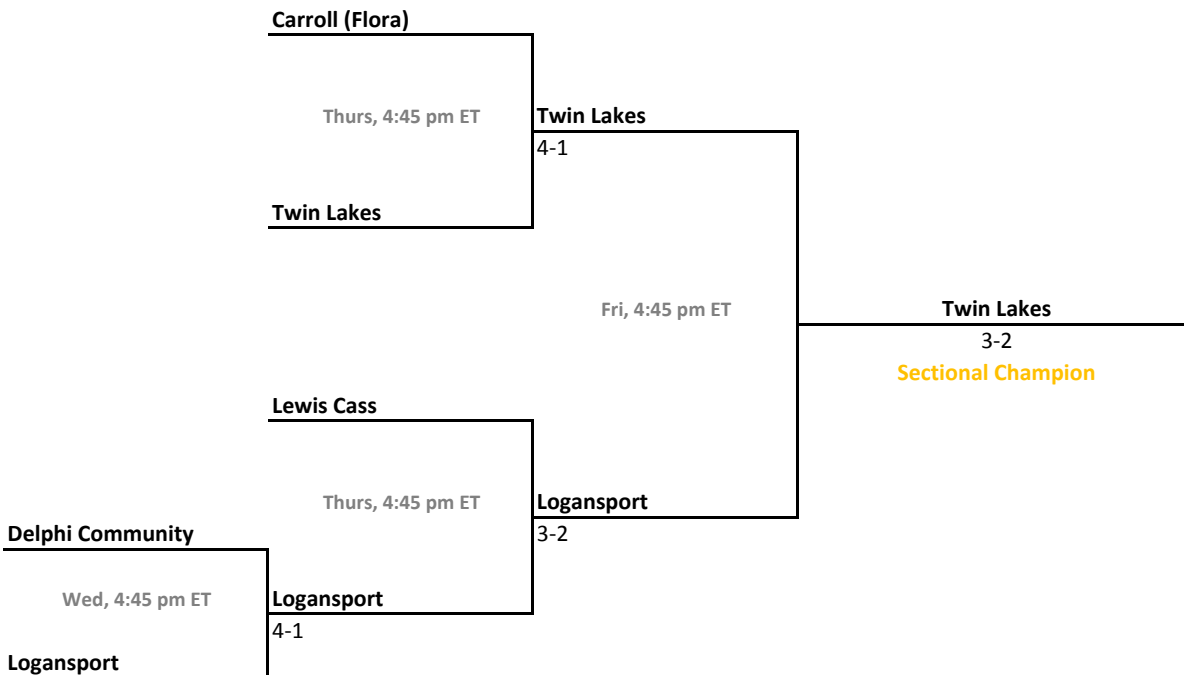 Carroll (Flora)
Thurs, 4:45 pm ET
Twin Lakes
4-1
Twin Lakes
Fri, 4:45 pm ET
Twin Lakes
3-2
Sectional Champion
Lewis Cass
Thurs, 4:45 pm ET
Logansport
3-2
Delphi Community
Wed, 4:45 pm ET
Logansport
4-1
Logansport